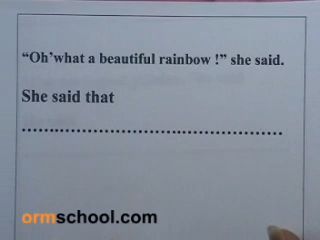 “Oh’what a beautiful rainbow !” she said.
She said that
……..…………………….…………….
ormschool.com